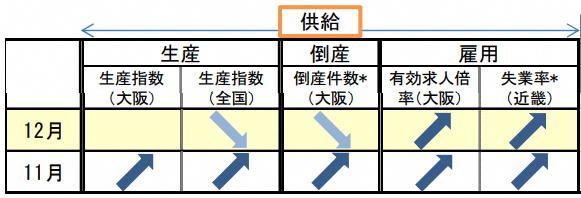 供給
生産 倒産 雇用
生産指数 生産指数 倒産件数* 有効求人倍 失業率*
(大阪) (全国) (大阪) 率(大阪) (近畿)
12月
11月